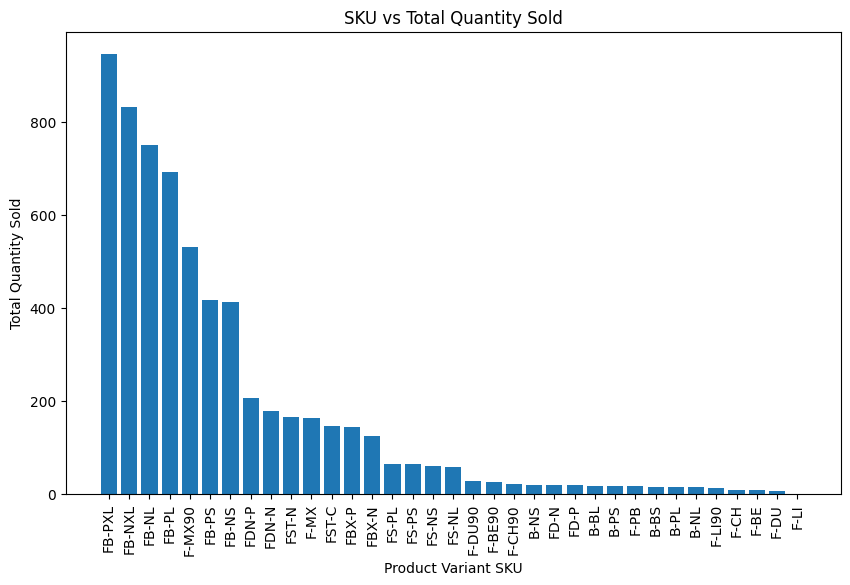 SKU vs Total Quantity Sold
Total Quantity Sold
800
600
400
200
0
FB-PXL
FB-NXL
FB-NL
FB-PL
F-MX90
FB-PS
FB-NS
FDN-P
FDN-N
FST-N
F-MX
FST-C
FBX-P
FBX-N
FS-PL
FS-PS
FS-NS
FS-NL
F-DU90
F-BE90
F-CH90
B-NS
FD-N
FD-P
B-BL
B-PS
F-PB
B-BS
B-PL
B-NL
F-LI90
F-CH
F-BE
F-DU
F-LI
Product Variant SKU